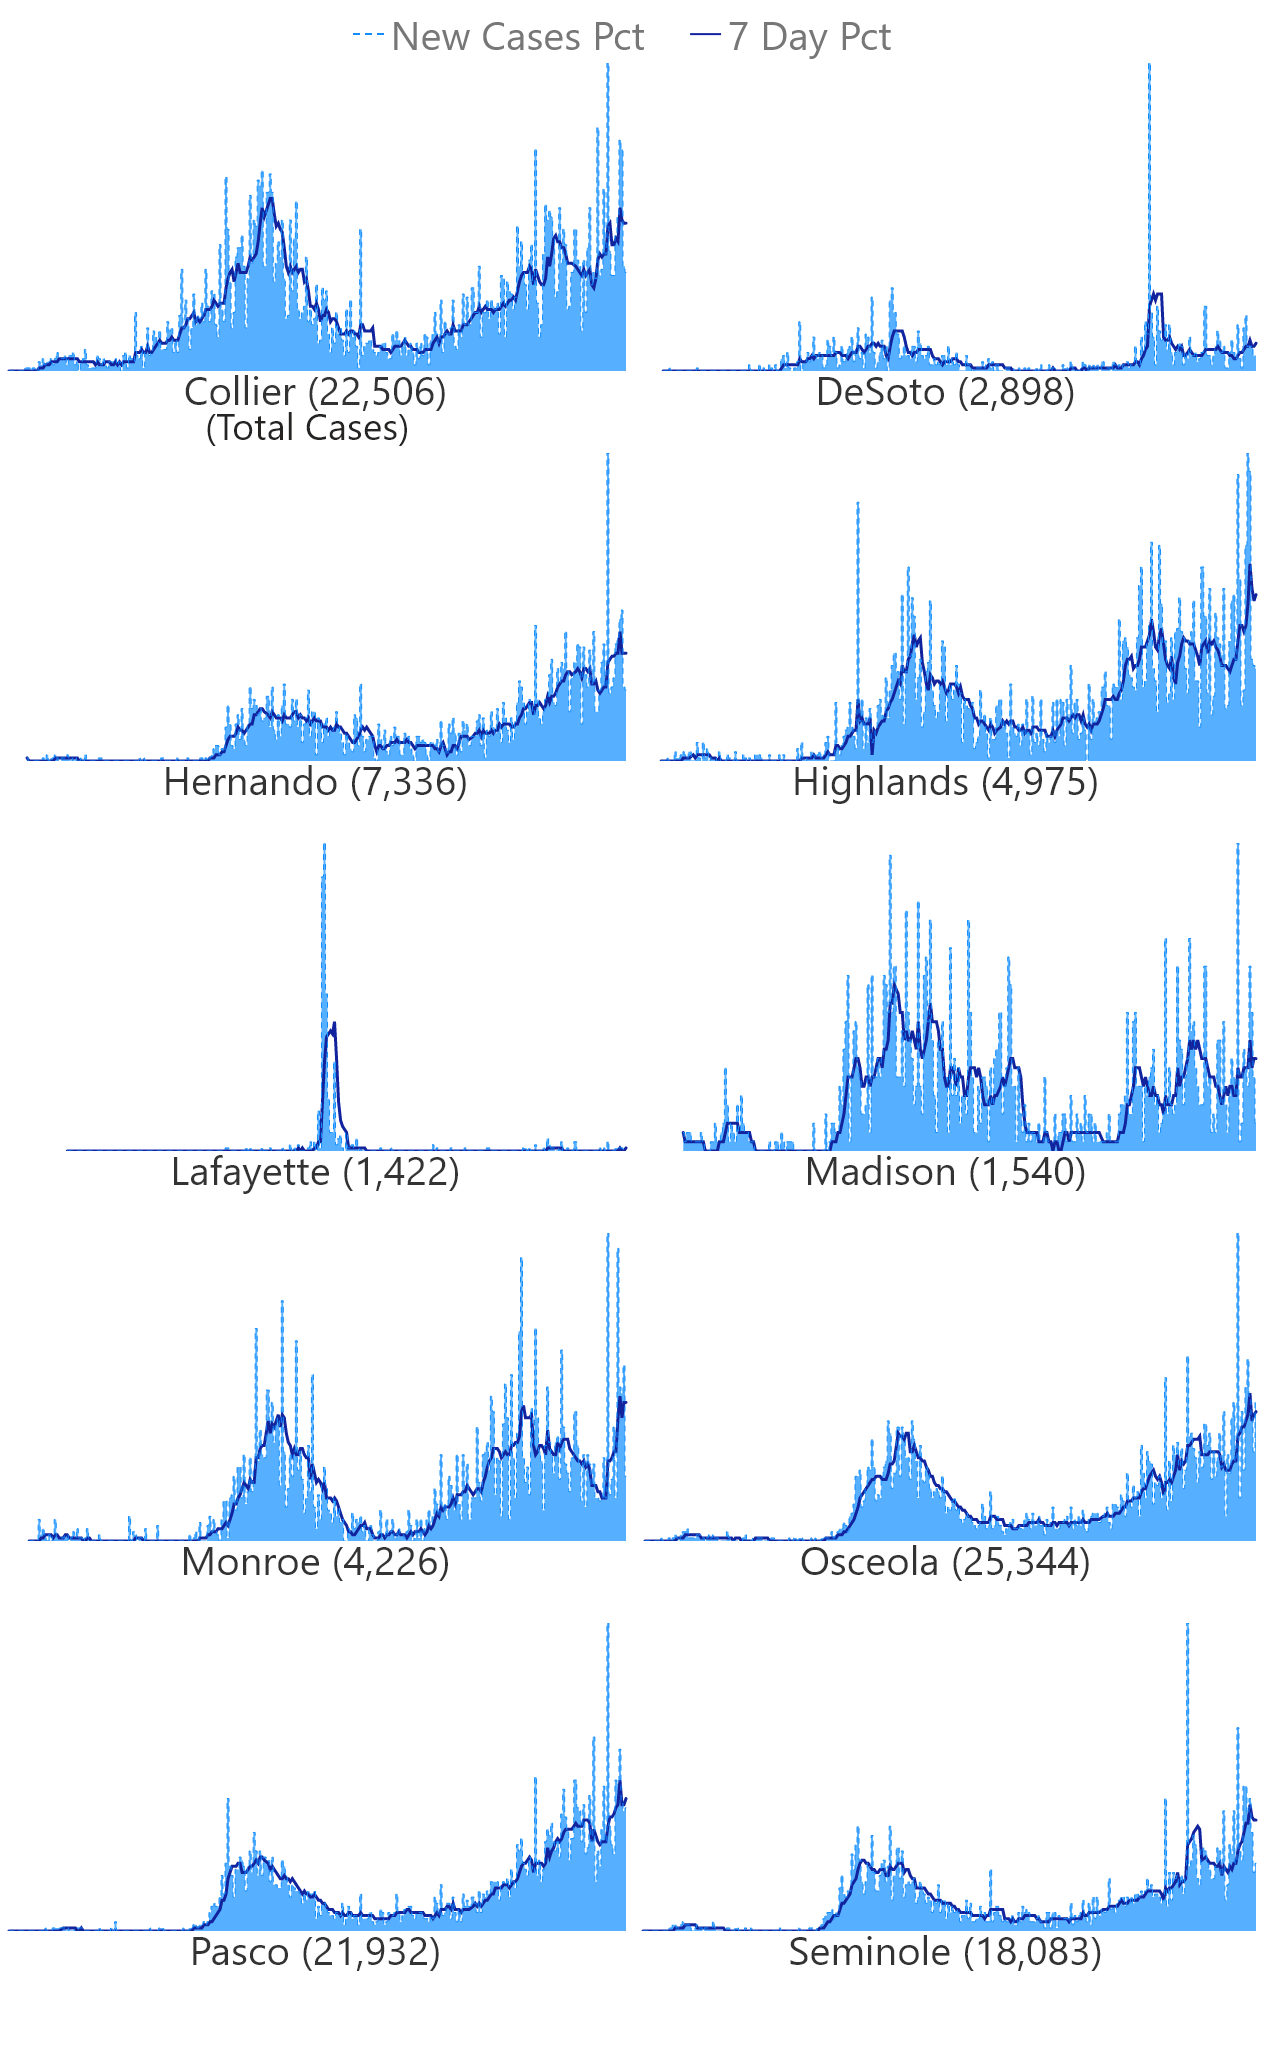 New Cases Pct 7 Day Pct
Collier (22,506) DeSoto (2,898)
(Total Cases)
Hernando (7,336) Highlands (4,975)
Lafayette (1,422) Madison (1,540)
Monroe (4,226) Osceola (25,344)
Pasco (21,932) Seminole (18,083)